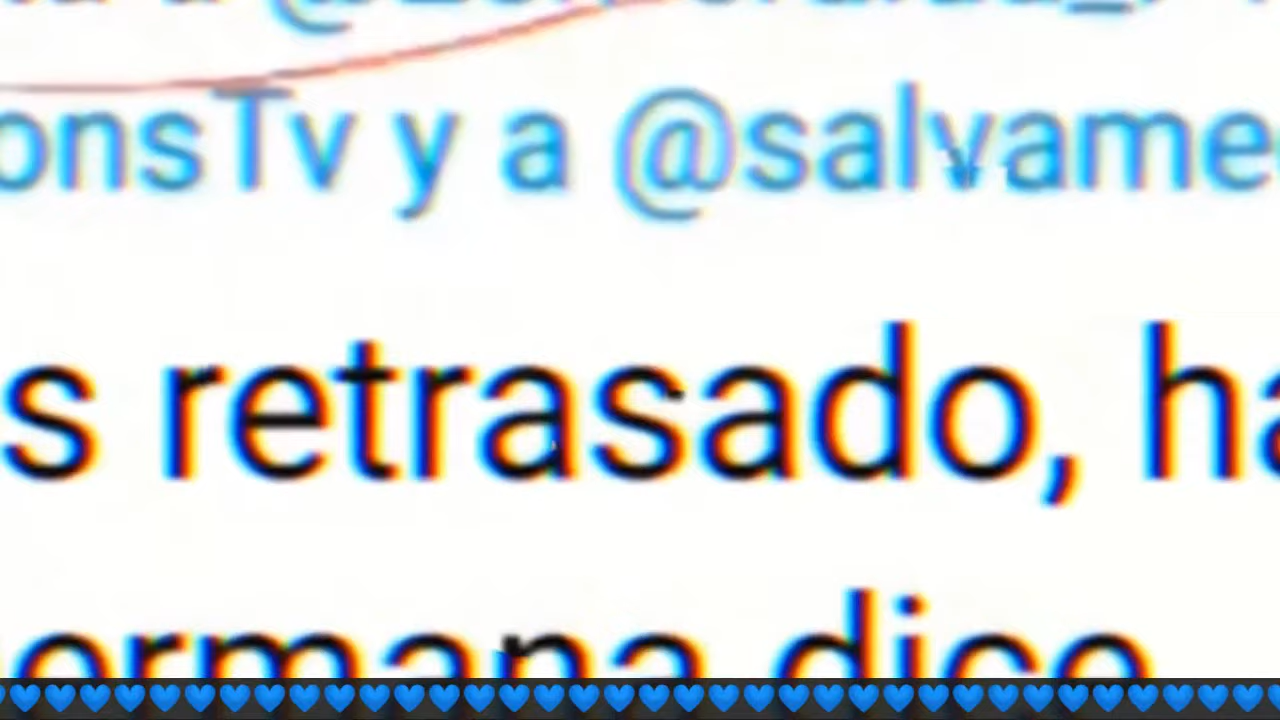 onsTv y a @salvame
s retrasado, ha
ermana dice